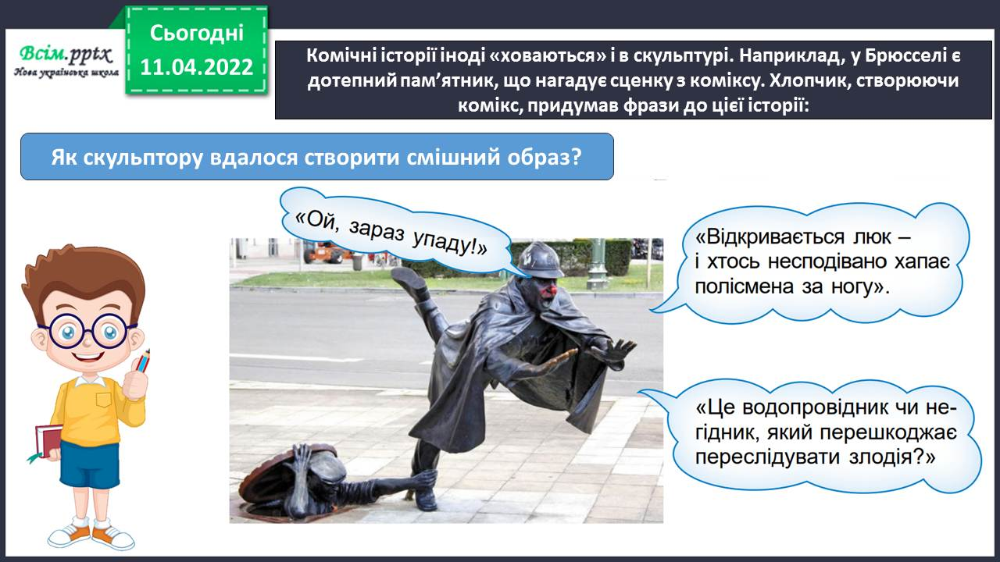 Всім.pptx
Нова українська школа
Сьогодні
11.04.2022
Комічні історії іноді «ховаються» і в скульптурі. Наприклад, у Брюсселі є
дотепний пам’ятник, що нагадує сценку з коміксу. Хлопчик, створюючи
комікс, придумав фрази до цієї історії:
Як скульптору вдалося створити смішний образ?
«Ой, зараз упаду!»
«Відкривається люк –
і хтось несподівано хапає
полісмена за ногу».
«Це водопровідник чи не-
гідник, який перешкоджає
переслідувати злодія?»